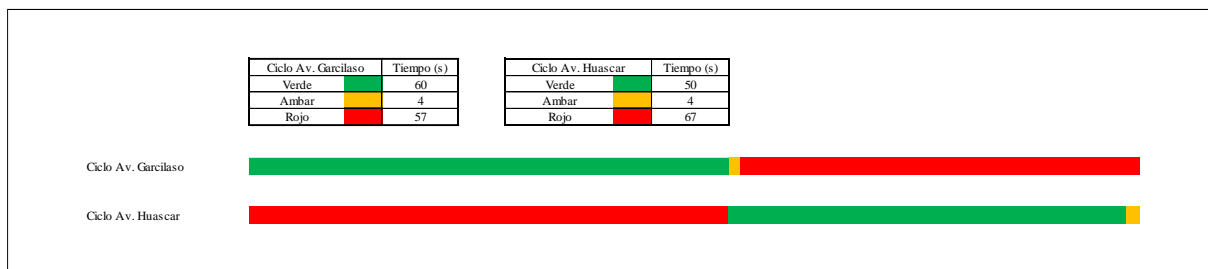 Ciclo Av. Garcilaso Tiempo (s)
Verde 60
Ambar 4
Rojo 57
Ciclo Av. Huascar Tiempo (s)
Verde 50
Ambar 4
Rojo 67
Ciclo Av. Garcilaso
Ciclo Av. Huascar